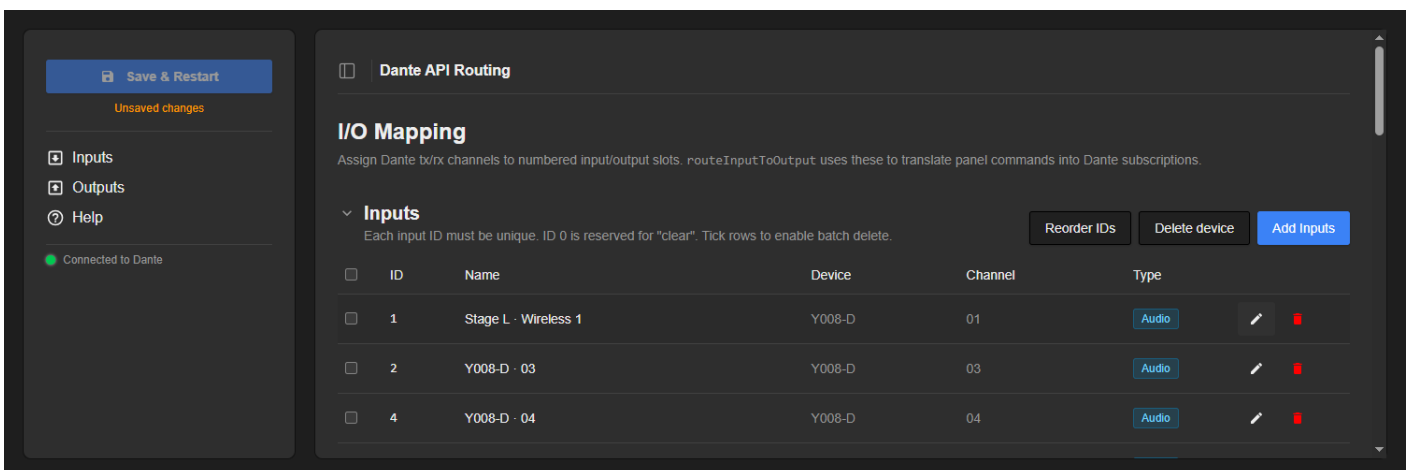 Save & Restart
Unsaved changes
Inputs
Outputs
Help
Connected to Dante
Dante API Routing
I/O Mapping
Assign Dante tx/rx channels to numbered input/output slots. routeInputToOutput uses these to translate panel commands into Dante subscriptions.
Inputs
Each input ID must be unique. ID 0 is reserved for "clear". Tick rows to enable batch delete.
Reorder IDs Delete device Add Inputs
ID Name Device Channel Type
1 Stage L · Wireless 1 Y008-D 01 Audio
2 Y008-D · 03 Y008-D 03 Audio
4 Y008-D · 04 Y008-D 04 Audio